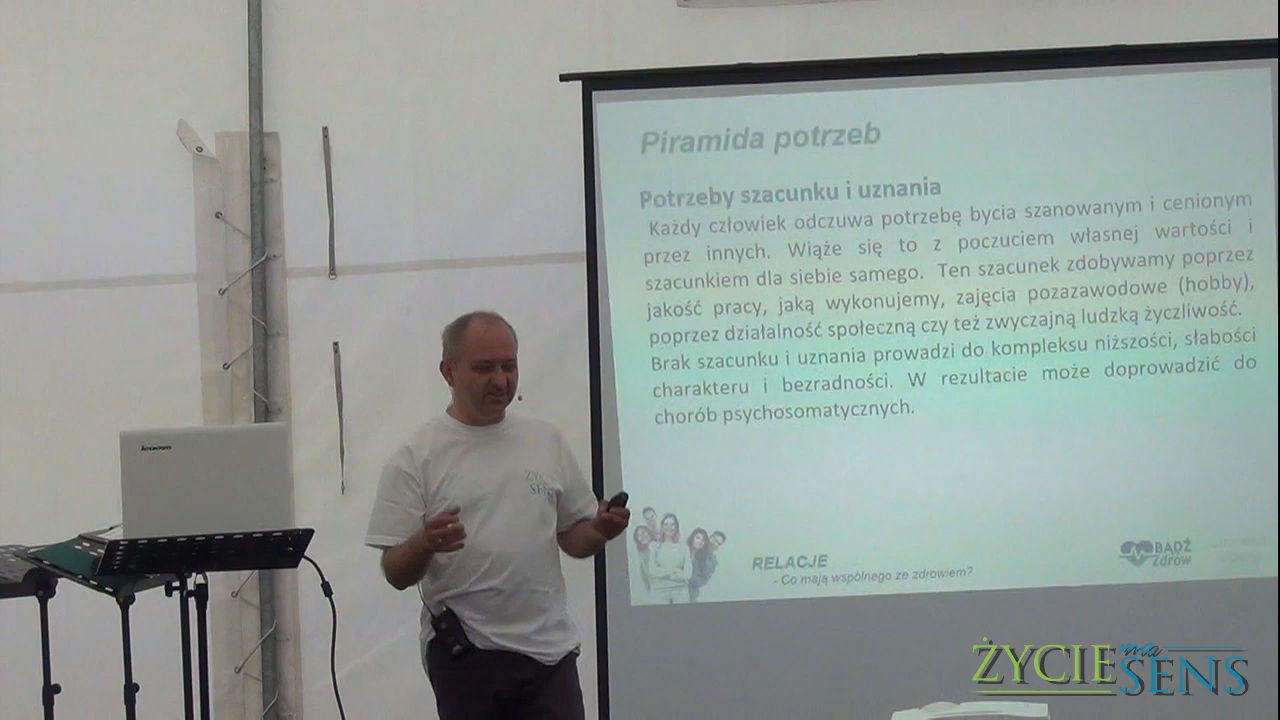 Piramida potrzeb
Potrzeby szacunku i uznania
Każdy człowiek odczuwa potrzebę bycia szanowanym i cenionym
przez innych. Wiąże się to z poczuciem własnej wartości i
szacunkiem dla siebie samego. Ten szacunek zdobywamy poprzez
jakość pracy, jaką wykonujemy, zajęcia pozazawodowe (hobby),
poprzez działalność społeczną czy też zwyczajną ludzką życzliwość.
Brak szacunku i uznania prowadzi do kompleksu niższości, słabości
charakteru i bezradności. W rezultacie może doprowadzić do
chorób psychosomatycznych.
RELACJE
- Co mają wspólnego ze zdrowiem?
BĄDŹ
Zdrów
lenovo
ŻYCIE
SENS
ŻYCIE ma
SENS